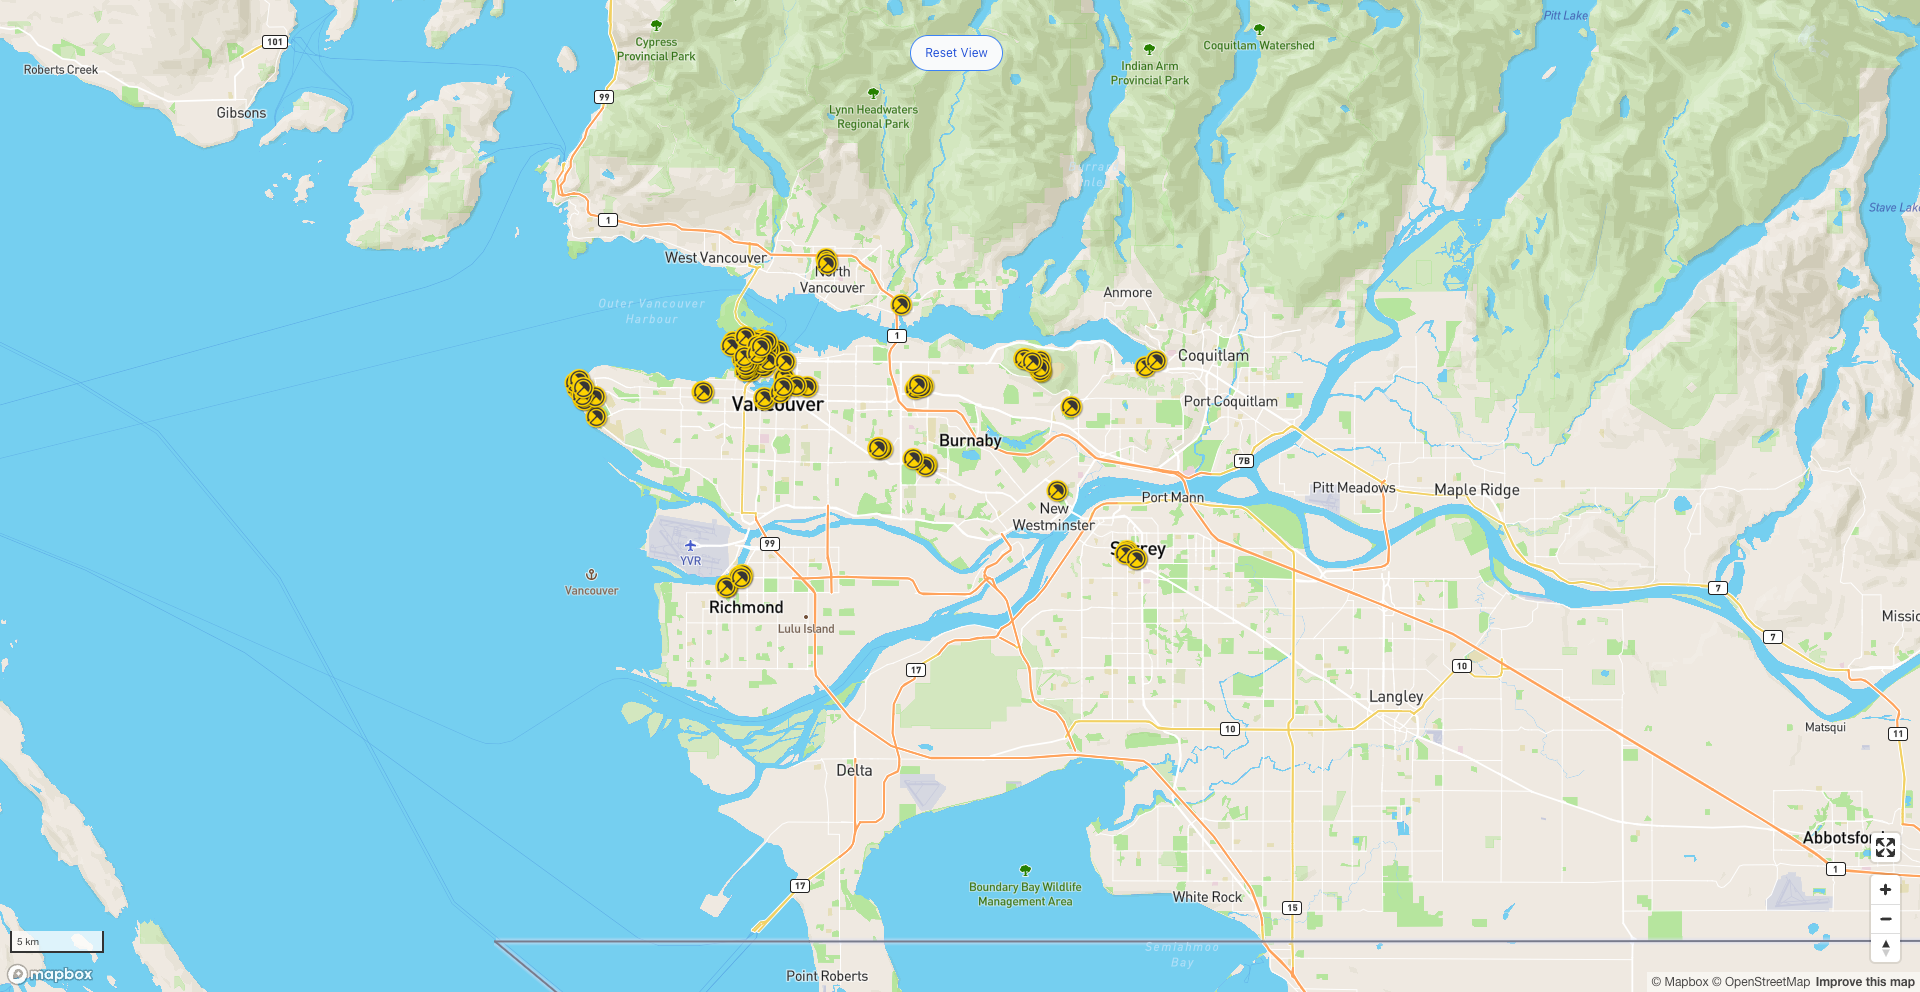 Pitt Lake
Cypress
Provincial Park
101
Coquitlam Watershed
Reset View
Roberts Creek
Indian Arm
Provincial Park
99
Gibsons
Lynn Headwaters
Regional Park
Stave Lake
1
West Vancouver
North
Vancouver
Anmore
Outer Vancouver
Harbour
1
Coquitlam
Port Coquitlam
Vancouver
Burnaby
7B
Pitt Meadows
Maple Ridge
Port Mann
New
Westminster
99
Surrey
YVR
Vancouver
7
Richmond
Lulu Island
7
17
10
Langley
10
Matsqui
11
Delta
1
17
Boundary Bay Wildlife
Management Area
White Rock
15
5 km
Semiahmoo
Bay
mapbox
Point Roberts
© Mapbox © OpenStreetMap Improve this map